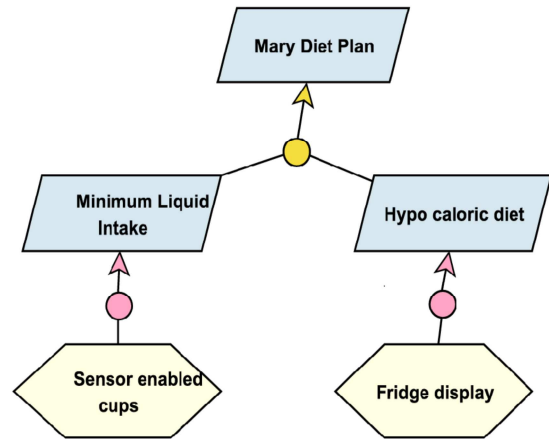 Mary Diet Plan
Minimum Liquid
Intake
Hypo caloric diet
Sensor enabled
cups
Fridge display